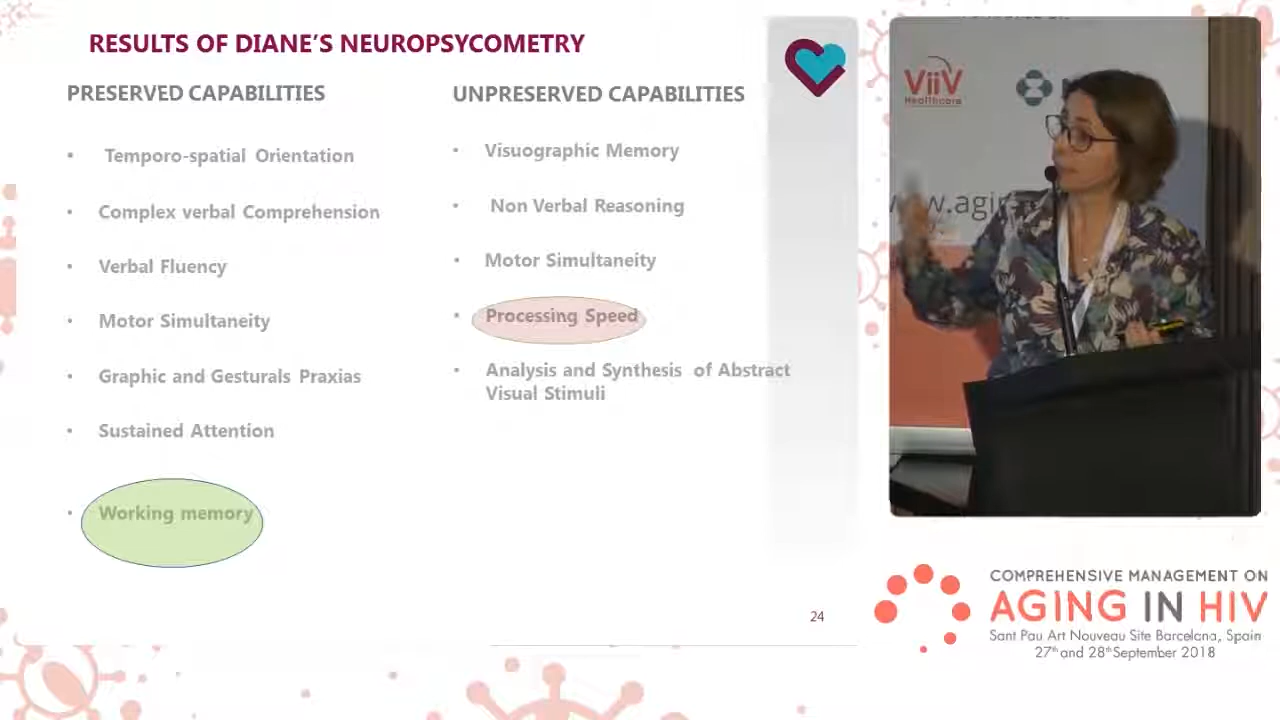 RESULTS OF DIANE'S NEUROPSYCOMETRY
PRESERVED CAPABILITIES
• Temporo-spatial Orientation
• Complex verbal Comprehension
• Verbal Fluency
• Motor Simultaneity
• Graphic and Gesturals Praxias
• Sustained Attention
• Working memory
UNPRESERVED CAPABILITIES
• Visuographic Memory
• Non Verbal Reasoning
• Motor Simultaneity
• Processing Speed
• Analysis and Synthesis of Abstract
Visual Stimuli
24
ViiV
Healthcare
COMPREHENSIVE MANAGEMENT ON
AGING IN HIV
Sant Pau Art Nouveau Site Barcelona, Spain
27th and 28th September 2018